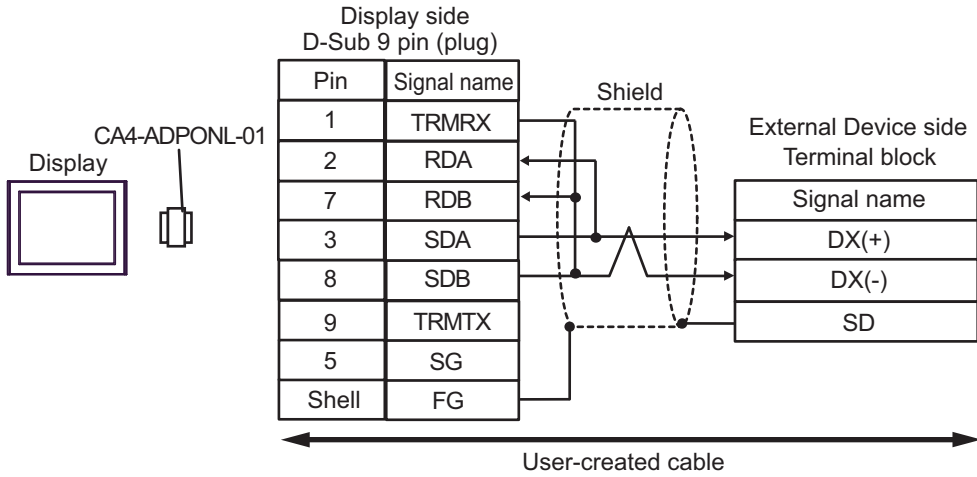 Display side
D-Sub 9 pin (plug)
Pin Signal name
1 TRMRX
2 RDA
7 RDB
3 SDA
8 SDB
9 TRMTX
5 SG
Shell FG
CA4-ADPONL-01
Display
Shield
External Device side
Terminal block
Signal name
DX(+)
DX(-)
SD
User-created cable